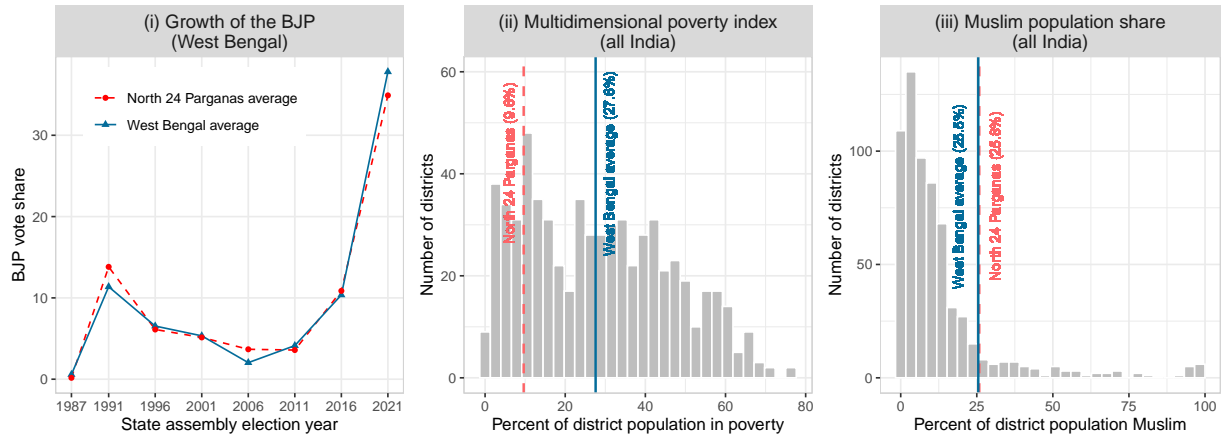 (i) Growth of the BJP
(West Bengal)
North 24 Parganas average
West Bengal average
BJP vote share
0
10
20
30
1987 1991 1996 2001 2006 2011 2016 2021
State assembly election year
(ii) Multidimensional poverty index
(all India)
North 24 Parganas (9.6%)
West Bengal average (27.6%)
Number of districts
0
20
40
60
0 20 40 60 80
Percent of district population in poverty
(iii) Muslim population share
(all India)
West Bengal average (25.5%)
North 24 Parganas (25.8%)
Number of districts
0
50
100
0 25 50 75 100
Percent of district population Muslim